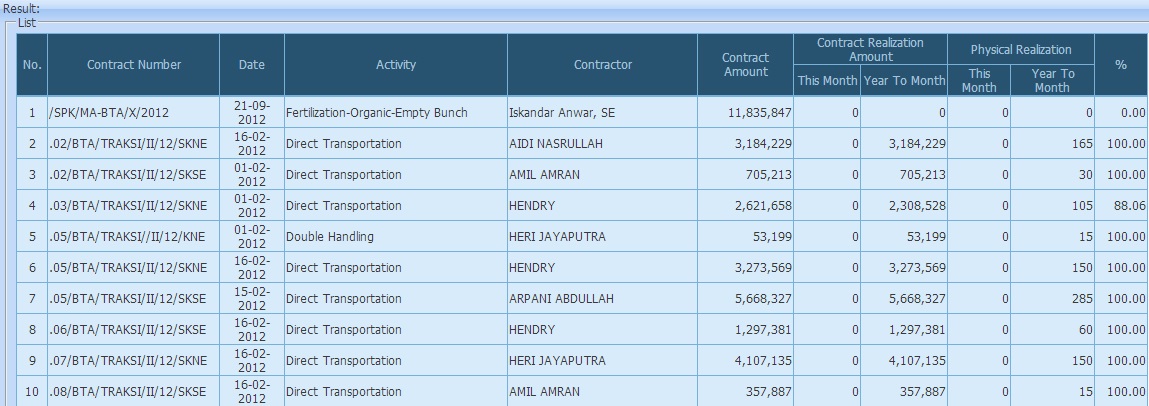 Result:
List
No. Contract Number Date Activity Contractor Contract Amount Contract Realization Amount Physical Realization %
This Month Year To Month This Month Year To Month
1 /SPK/MA-BTA/X/2012 21-09-2012 Fertilization-Organic-Empty Bunch Iskandar Anwar, SE 11,835,847 0 0 0 0 0.00
2 .02/BTA/TRAKSI/II/12/SKNE 16-02-2012 Direct Transportation AIDI NASRULLAH 3,184,229 0 3,184,229 0 165 100.00
3 .02/BTA/TRAKSI/II/12/SKSE 01-02-2012 Direct Transportation AMIL AMRAN 705,213 0 705,213 0 30 100.00
4 .03/BTA/TRAKSI/II/12/SKNE 01-02-2012 Direct Transportation HENDRY 2,621,658 0 2,308,528 0 105 88.06
5 .05/BTA/TRAKSI//II/12/KNE 01-02-2012 Double Handling HERI JAYAPUTRA 53,199 0 53,199 0 15 100.00
6 .05/BTA/TRAKSI/II/12/SKNE 16-02-2012 Direct Transportation HENDRY 3,273,569 0 3,273,569 0 150 100.00
7 .05/BTA/TRAKSI/II/12/SKSE 15-02-2012 Direct Transportation ARPANI ABDULLAH 5,668,327 0 5,668,327 0 285 100.00
8 .06/BTA/TRAKSI/II/12/SKSE 16-02-2012 Direct Transportation HENDRY 1,297,381 0 1,297,381 0 60 100.00
9 .07/BTA/TRAKSI/II/12/SKNE 16-02-2012 Direct Transportation HERI JAYAPUTRA 4,107,135 0 4,107,135 0 150 100.00
10 .08/BTA/TRAKSI/II/12/SKSE 16-02-2012 Direct Transportation AMIL AMRAN 357,887 0 357,887 0 15 100.00